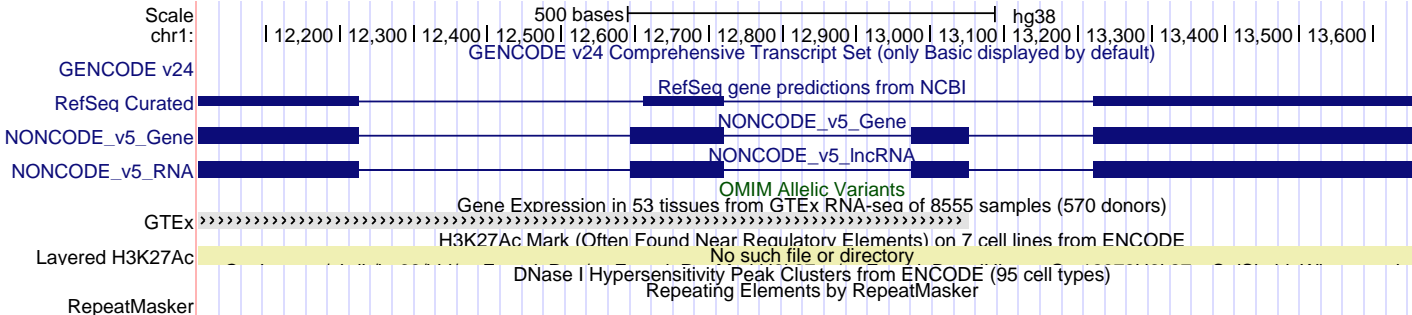 Scale 500 bases hg38
chr1: 12,200 12,300 12,400 12,500 12,600 12,700 12,800 12,900 13,000 13,100 13,200 13,300 13,400 13,500 13,600
GENCODE v24 Comprehensive Transcript Set (only Basic displayed by default)
GENCODE v24
RefSeq gene predictions from NCBI
RefSeq Curated
NONCODE_v5_Gene
NONCODE_v5_Gene
NONCODE_v5_lncRNA
NONCODE_v5_RNA
OMIM Allelic Variants
Gene Expression in 53 tissues from GTEx RNA-seq of 8555 samples (570 donors)
GTEx
H3K27Ac Mark (Often Found Near Regulatory Elements) on 7 cell lines from ENCODE
Layered H3K27Ac No such file or directory
DNase I Hypersensitivity Peak Clusters from ENCODE (95 cell types)
Repeating Elements by RepeatMasker
RepeatMasker